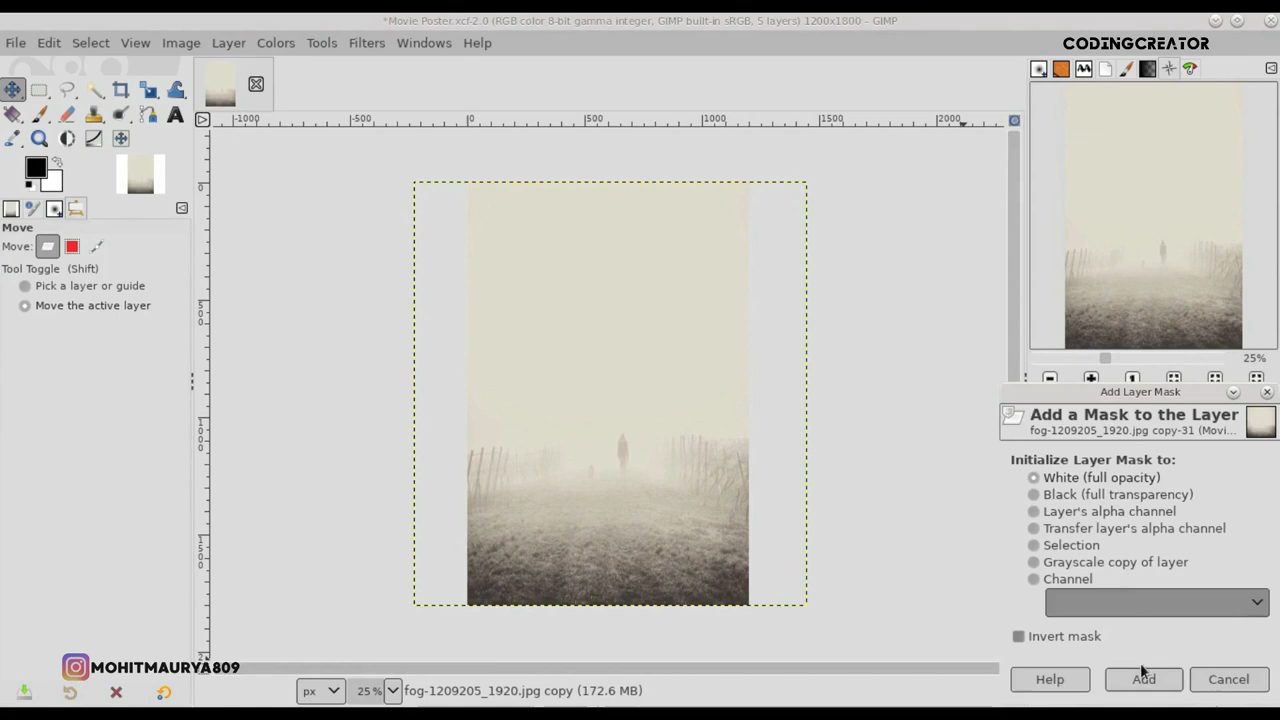 *Movie Poster.xcf-2.0 (RGB color 8-bit gamma integer, GIMP built-in sRGB, 5 layers) 1200x1800 – GIMP
File Edit Select View Image Layer Colors Tools Filters Windows Help
CODINGCREATOR
-1000 -500 0 500 1000 1500 2000
0
Move
Move:
Tool Toggle (Shift)
Pick a layer or guide
Move the active layer
500
1000
1500
25%
Add Layer Mask
Add a Mask to the Layer
fog-1209205_1920.jpg copy-31 (Movi...
Initialize Layer Mask to:
White (full opacity)
Black (full transparency)
Layer's alpha channel
Transfer layer's alpha channel
Selection
Grayscale copy of layer
Channel
Invert mask
Help Add Cancel
MOHITMAURYA809
px 25 % fog-1209205_1920.jpg copy (172.6 MB)